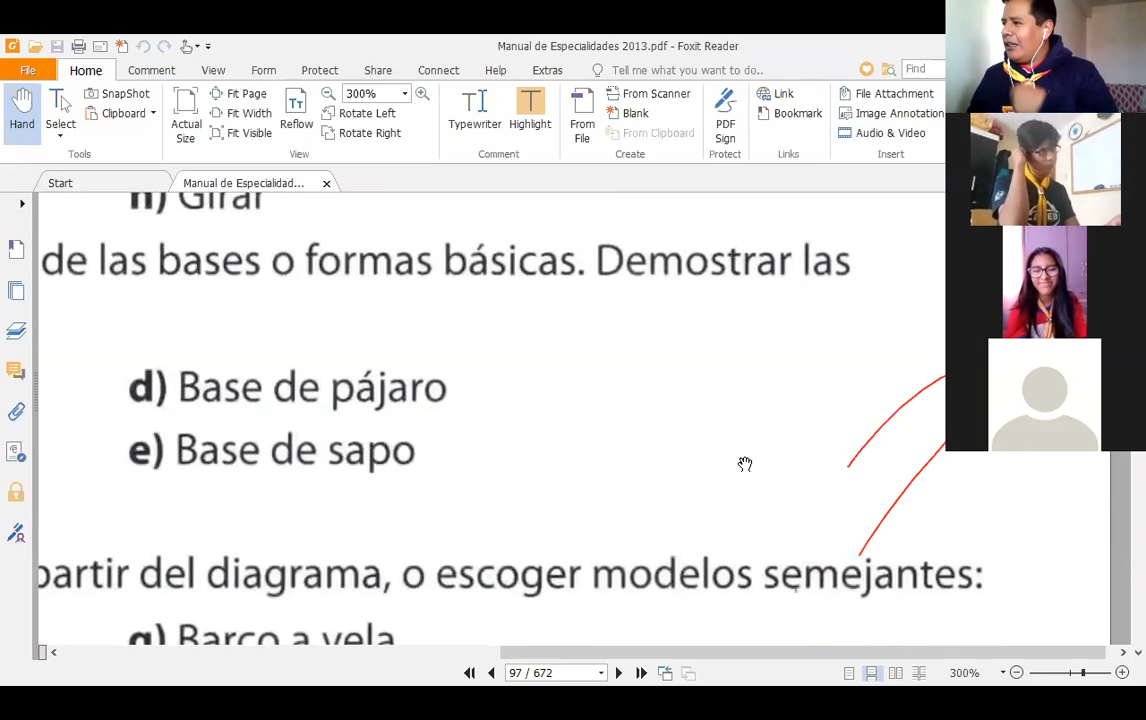 Manual de Especialidades 2013.pdf - Foxit Reader
File Home Comment View Form Protect Share Connect Help Extras Tell me what you want to do.. Find
Hand
Select
SnapShot
Clipboard
Tools
Actual Size
Fit Page
Fit Width
Fit Visible
Reflow
300%
Rotate Left
Rotate Right
View
Typewriter
Highlight
Comment
From File
From Scanner
Blank
From Clipboard
Create
PDF Sign
Protect
Link
Bookmark
Links
File Attachment
Image Annotation
Audio & Video
Insert
Start
Manual de Especialidad...
n) Girar
de las bases o formas básicas. Demostrar las
d) Base de pájaro
e) Base de sapo
partir del diagrama, o escoger modelos semejantes:
g) Barco a vela
97 / 672
300%